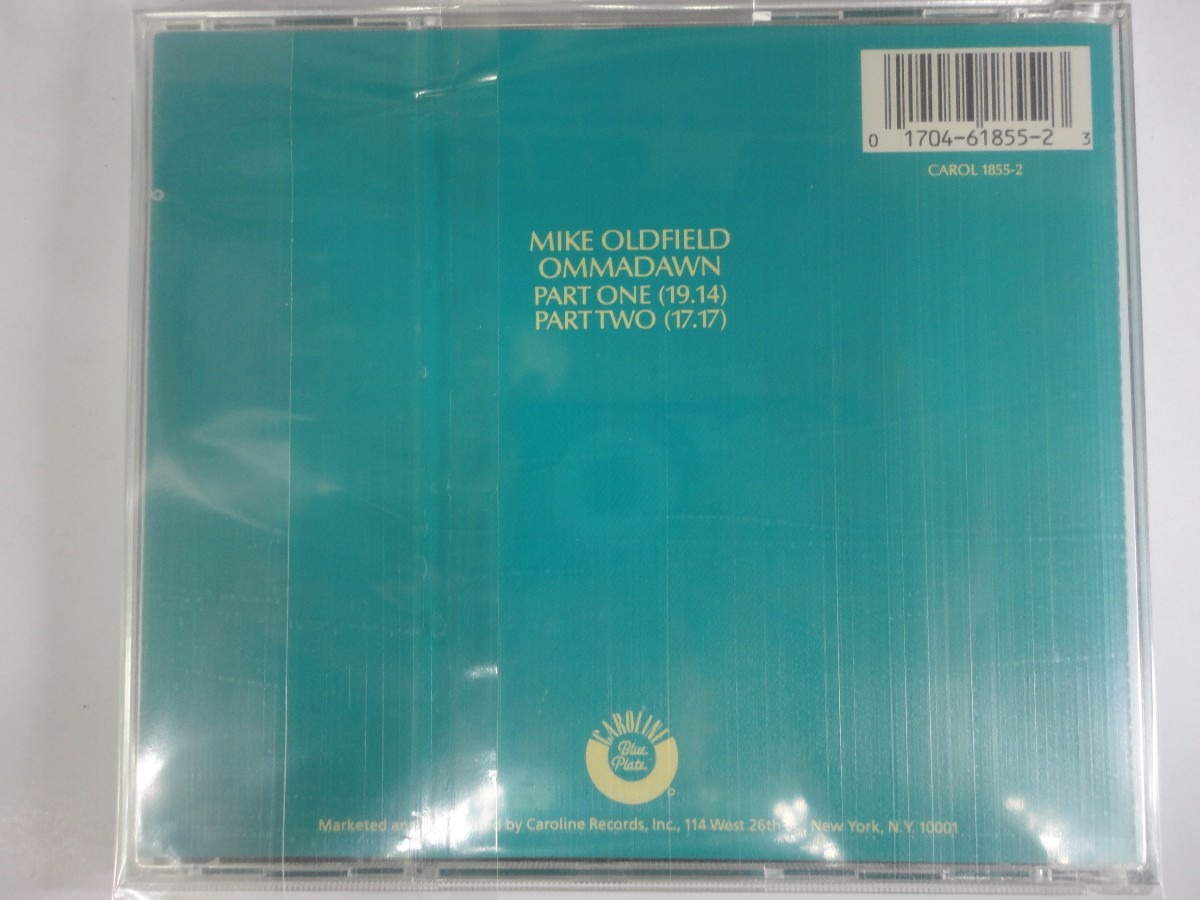 0 1704-61855-2 3
CAROL 1855-2
MIKE OLDFIELD
OMMADAWN
PART ONE (19.14)
PART TWO (17.17)
CAROLINE
Blue
Plate
Marketed by Caroline Records, Inc., 114 West 26th New York, N.Y. 10001